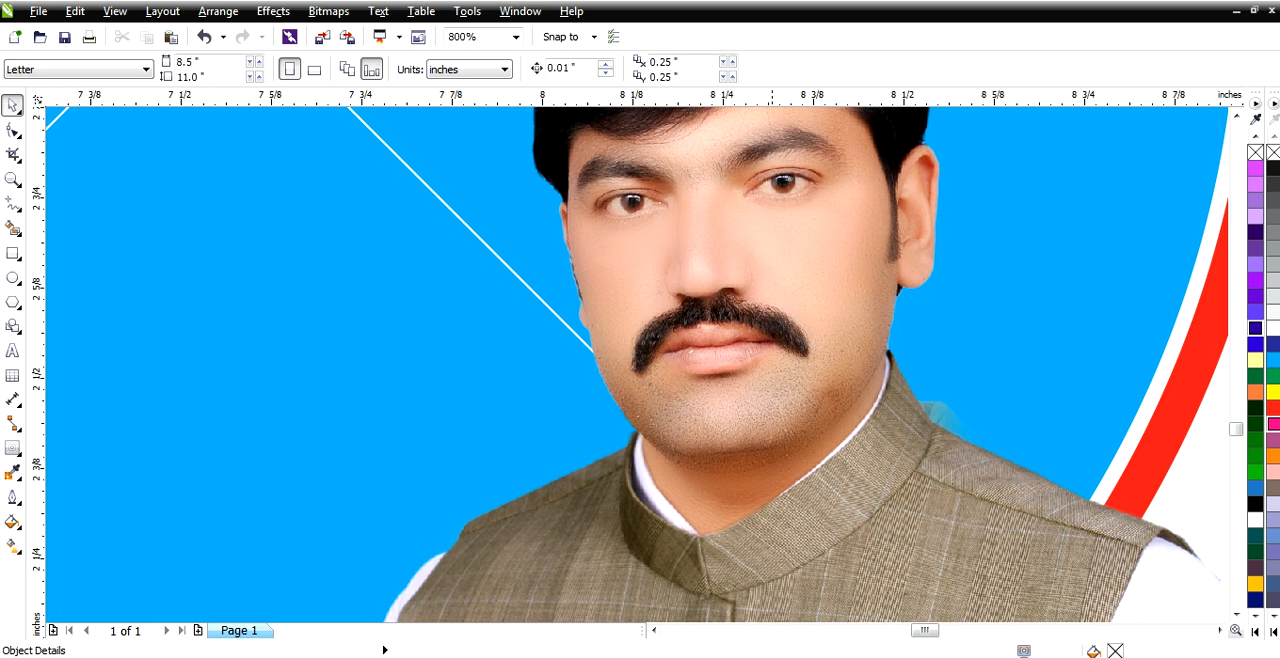 File Edit View Layout Arrange Effects Bitmaps Text Table Tools Window Help
800% Snap to
Letter 8.5 " 11.0 " Units: inches 0.01 " 0.25 " 0.25 "
7 3/8 7 1/2 7 5/8 7 3/4 7 7/8 8 8 1/8 8 1/4 8 3/8 8 1/2 8 5/8 8 3/4 8 7/8 inches
2 3/4
2 5/8
2 1/2
2 3/8
2 1/4
inches
1 of 1 Page 1
Object Details